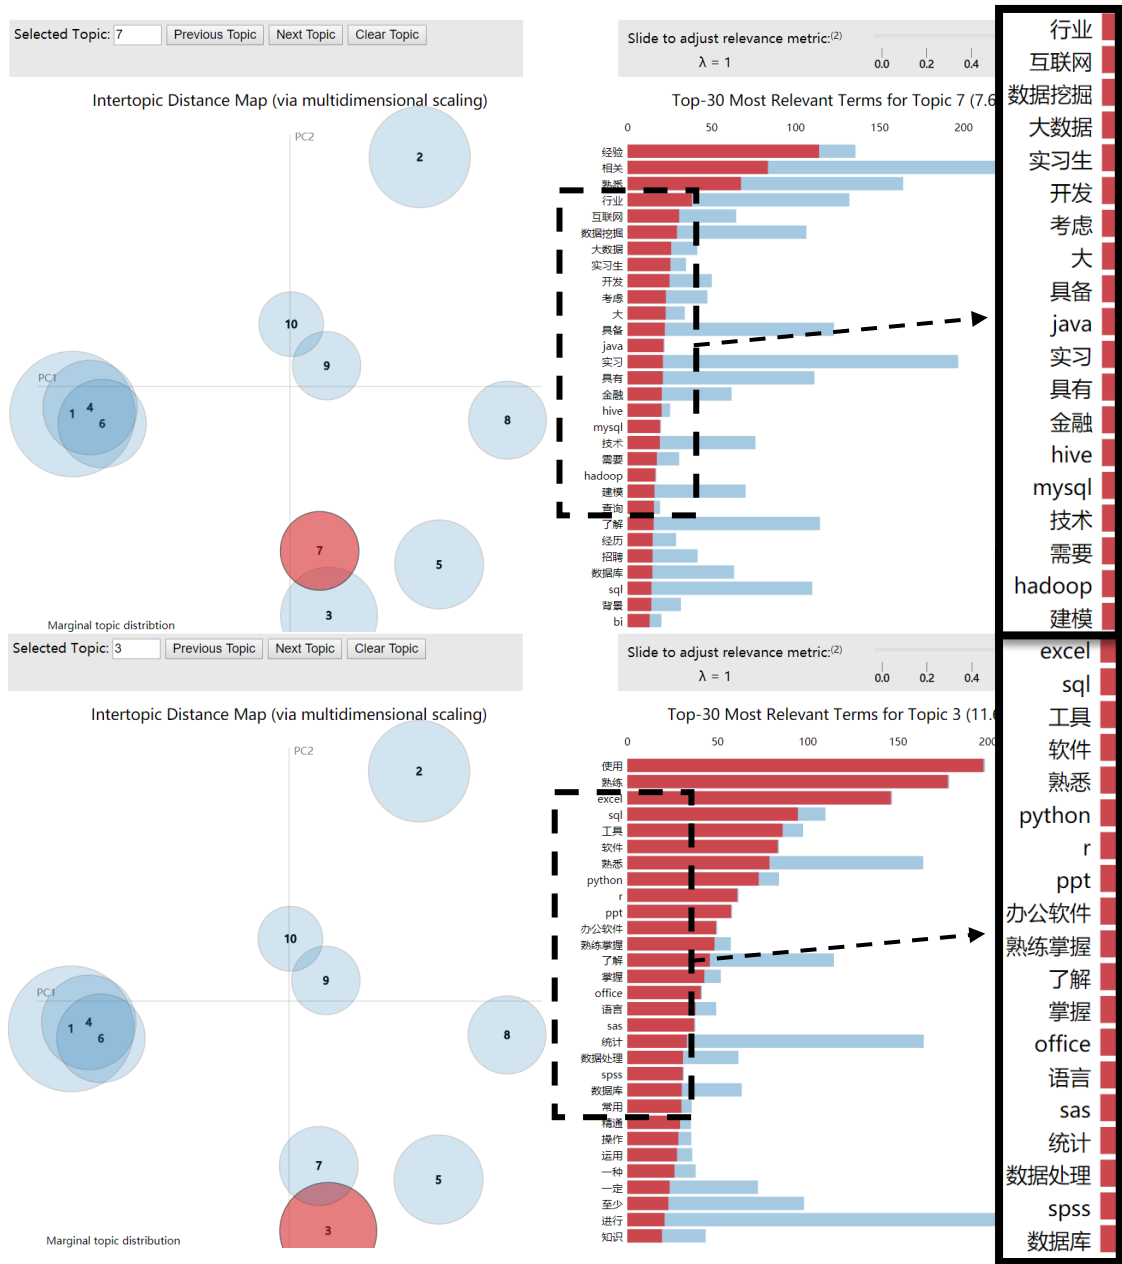 Selected Topic: 7 Previous Topic Next Topic Clear Topic
Slide to adjust relevance metric:(2)
λ = 1
0.0 0.2 0.4
Intertopic Distance Map (via multidimensional scaling)
PC2
PC1
2
10
9
1
4
6
8
7
5
3
Marginal topic distribtion
Top-30 Most Relevant Terms for Topic 7 (7.6
0 50 100 150 200
经验
相关
熟悉
行业
互联网
数据挖掘
大数据
实习生
开发
考虑
大
具备
java
实习
具有
金融
hive
mysql
技术
需要
hadoop
建模
查询
了解
经历
招聘
数据库
sql
背景
bi
行业
互联网
数据挖掘
大数据
实习生
开发
考虑
大
具备
java
实习
具有
金融
hive
mysql
技术
需要
hadoop
建模
Selected Topic: 3 Previous Topic Next Topic Clear Topic
Slide to adjust relevance metric:(2)
λ = 1
0.0 0.2 0.4
Intertopic Distance Map (via multidimensional scaling)
PC2
PC1
2
10
9
1
4
6
8
7
5
3
Marginal topic distribution
Top-30 Most Relevant Terms for Topic 3 (11.6
0 50 100 150 200
使用
熟练
excel
sql
工具
软件
熟悉
python
r
ppt
办公软件
熟练掌握
了解
掌握
office
语言
sas
统计
数据处理
spss
数据库
常用
精通
操作
运用
一种
一定
至少
进行
知识
excel
sql
工具
软件
熟悉
python
r
ppt
办公软件
熟练掌握
了解
掌握
office
语言
sas
统计
数据处理
spss
数据库